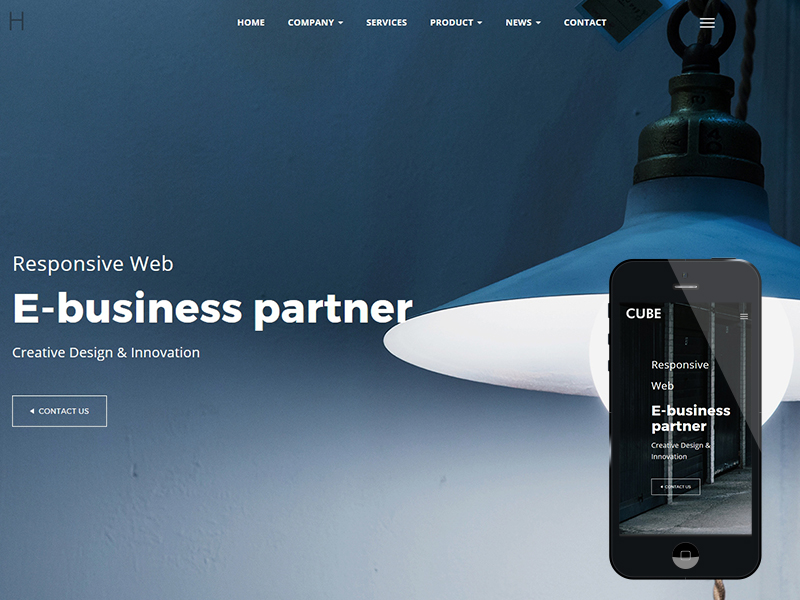 H
HOME COMPANY SERVICES PRODUCT NEWS CONTACT
Responsive Web
E-business partner
Creative Design & Innovation
CONTACT US
CUBE
Responsive
Web
E-business
partner
Creative Design &
Innovation
CONTACT US